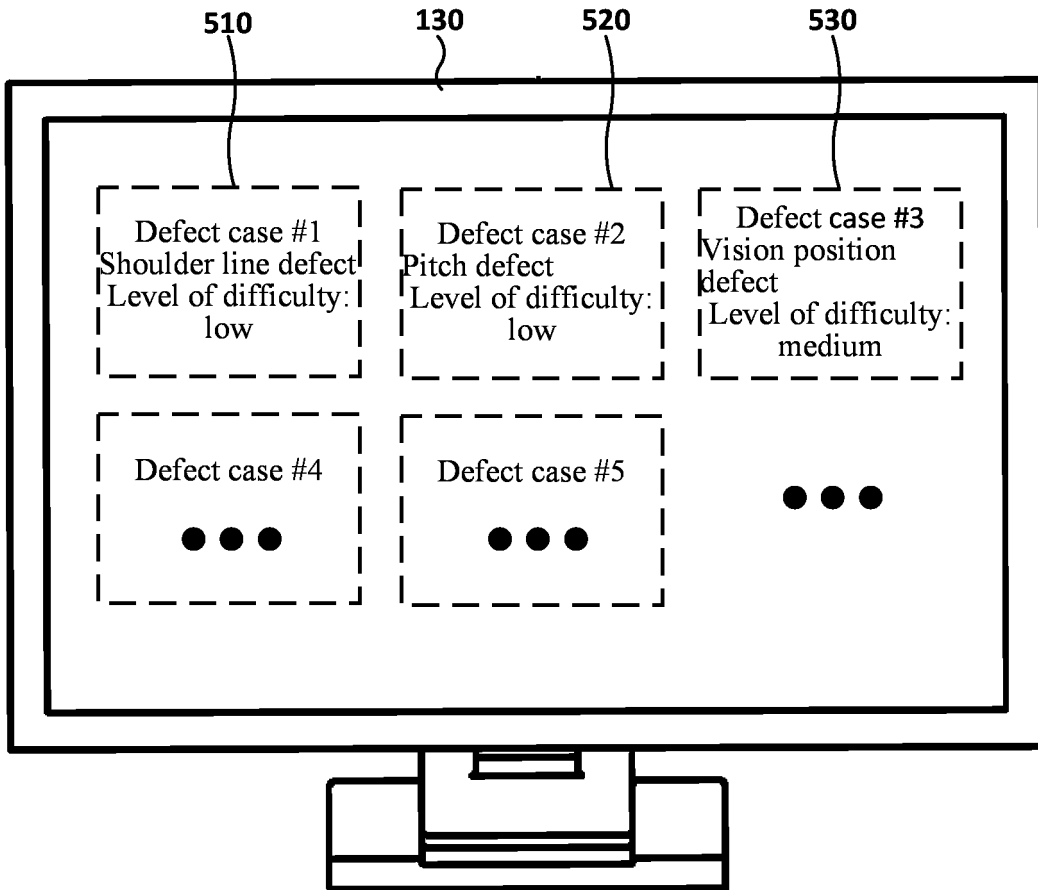 510
130
520
530
Defect case #1
Shoulder line defect
Level of difficulty:
low
Defect case #2
Pitch defect
Level of difficulty:
low
Defect case #3
Vision position
defect
Level of difficulty:
medium
Defect case #4
Defect case #5